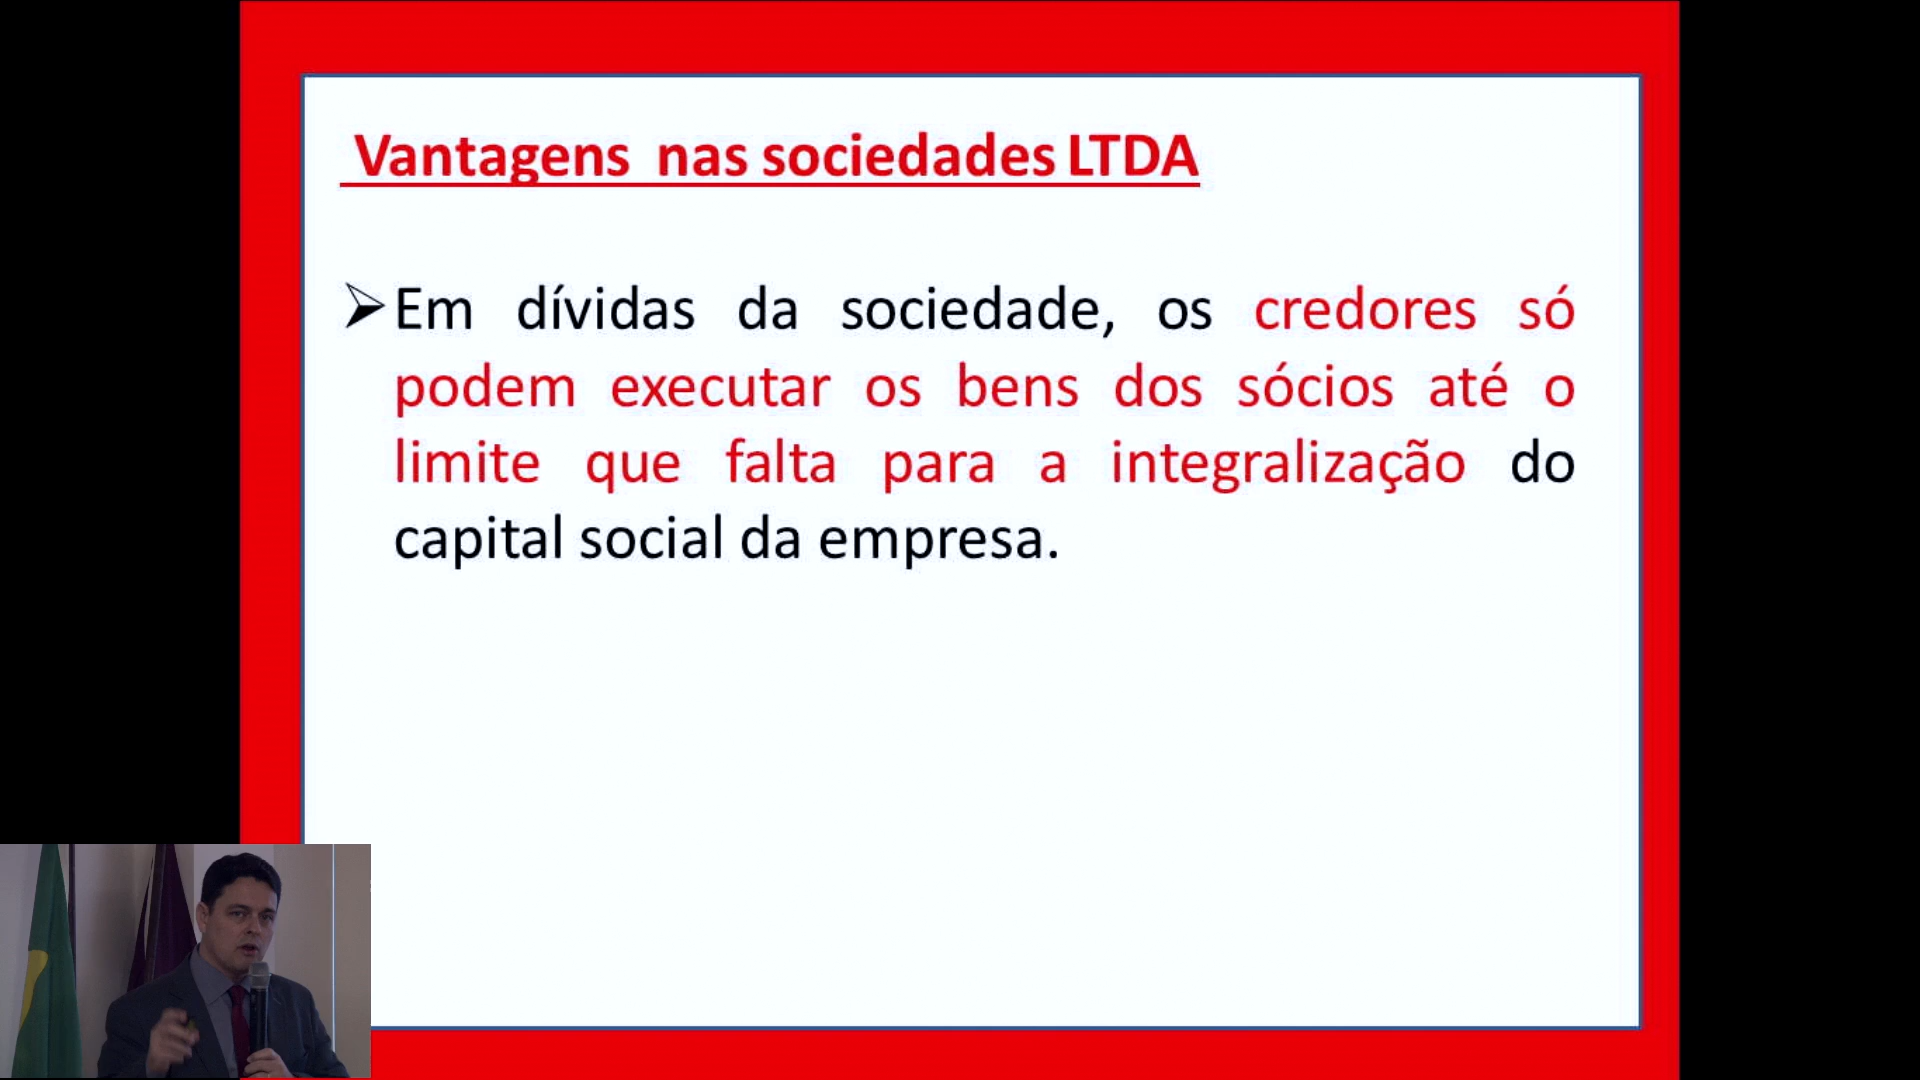 Vantagens nas sociedades LTDA
Em dívidas da sociedade, os credores só
podem executar os bens dos sócios até o
limite que falta para a integralização do
capital social da empresa.